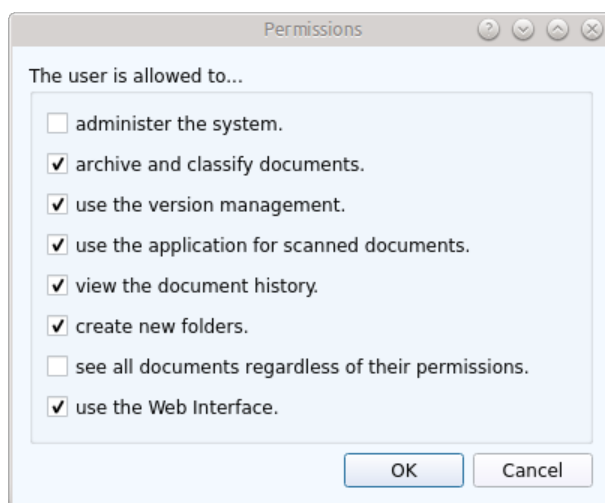 Permissions
The user is allowed to...
administer the system.
archive and classify documents.
use the version management.
use the application for scanned documents.
view the document history.
create new folders.
see all documents regardless of their permissions.
use the Web Interface.
OK
Cancel